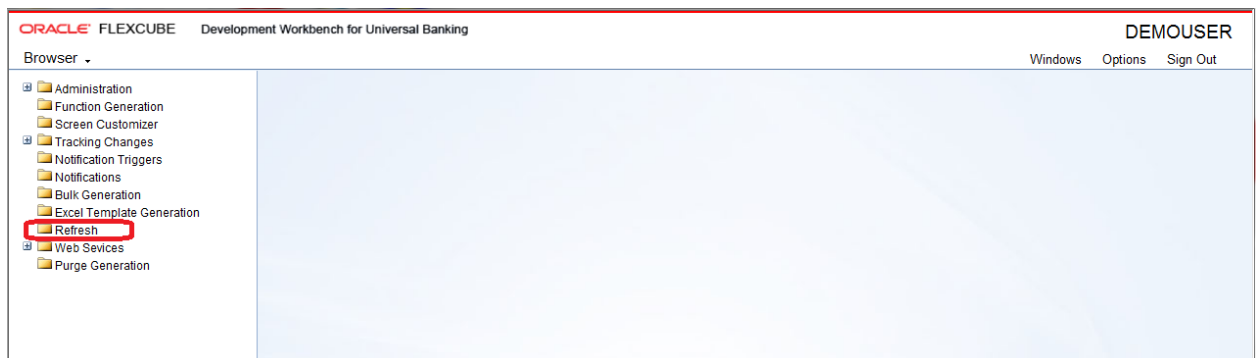 ORACLE FLEXCUBE Development Workbench for Universal Banking
DEMOUSER
Browser
Windows Options Sign Out
Administration
Function Generation
Screen Customizer
Tracking Changes
Notification Triggers
Notifications
Bulk Generation
Excel Template Generation
Refresh
Web Sevices
Purge Generation